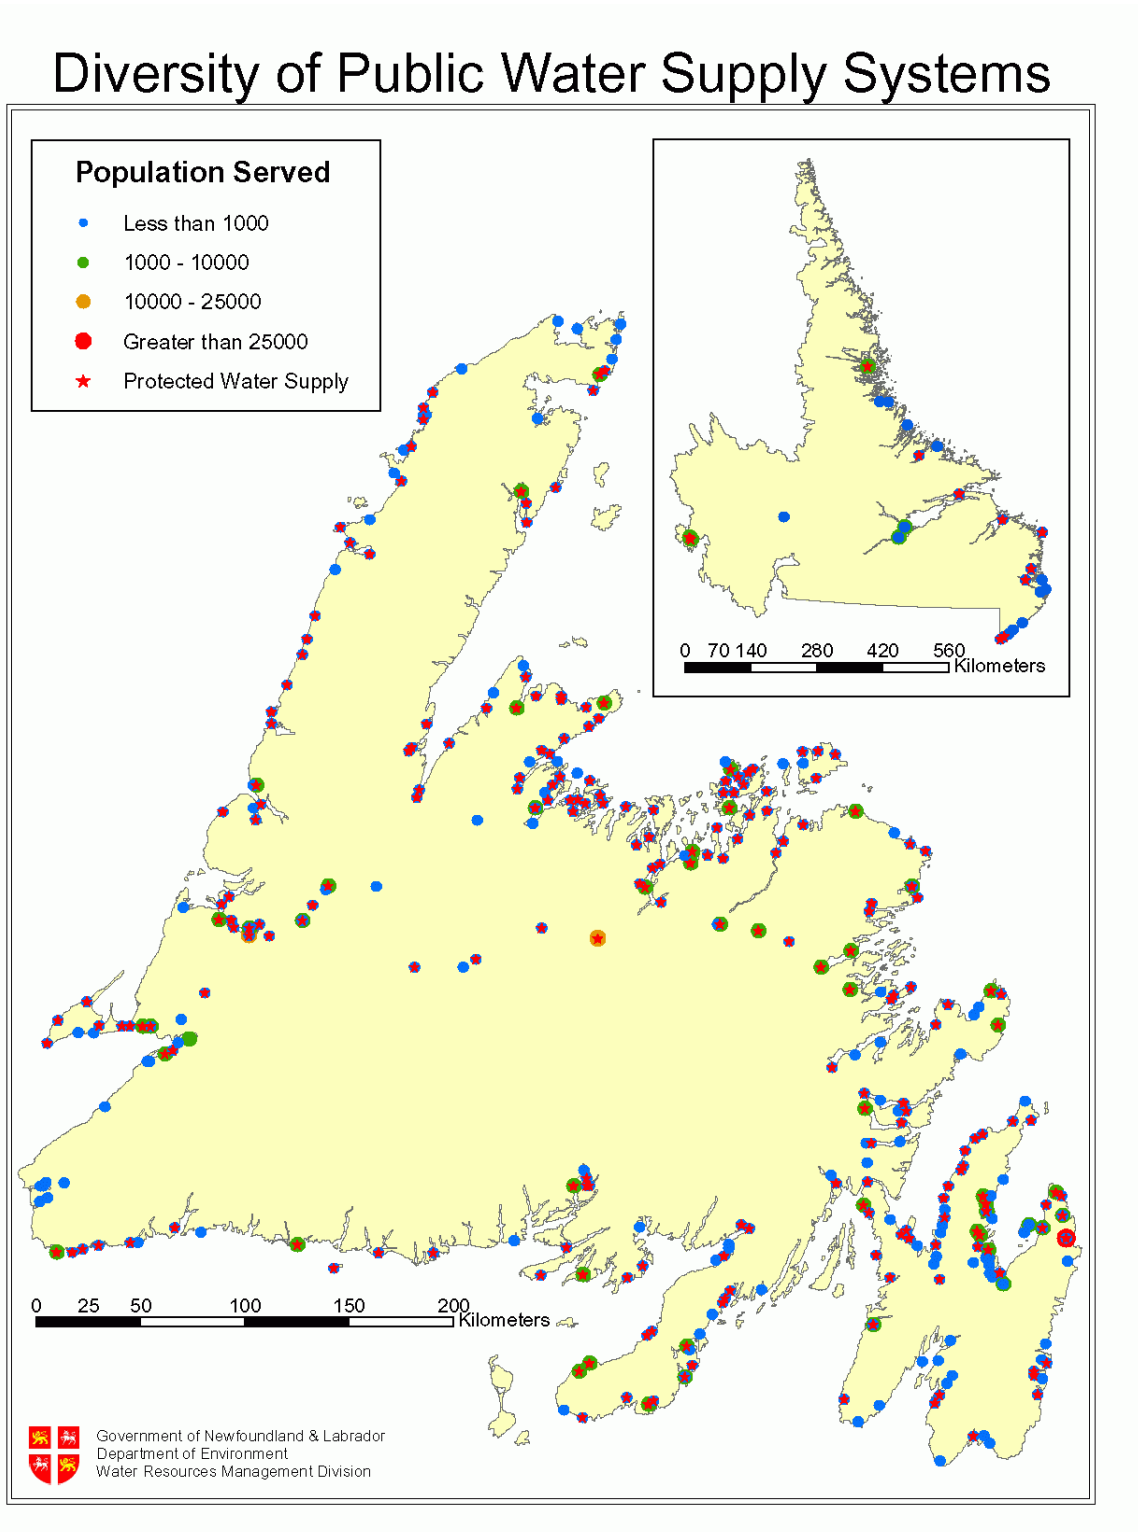 Diversity of Public Water Supply Systems
Population Served
Less than 1000
1000 - 10000
10000 - 25000
Greater than 25000
Protected Water Supply
0 70 140 280 420 560
Kilometers
0 25 50 100 150 200
Kilometers
Government of Newfoundland & Labrador
Department of Environment
Water Resources Management Division